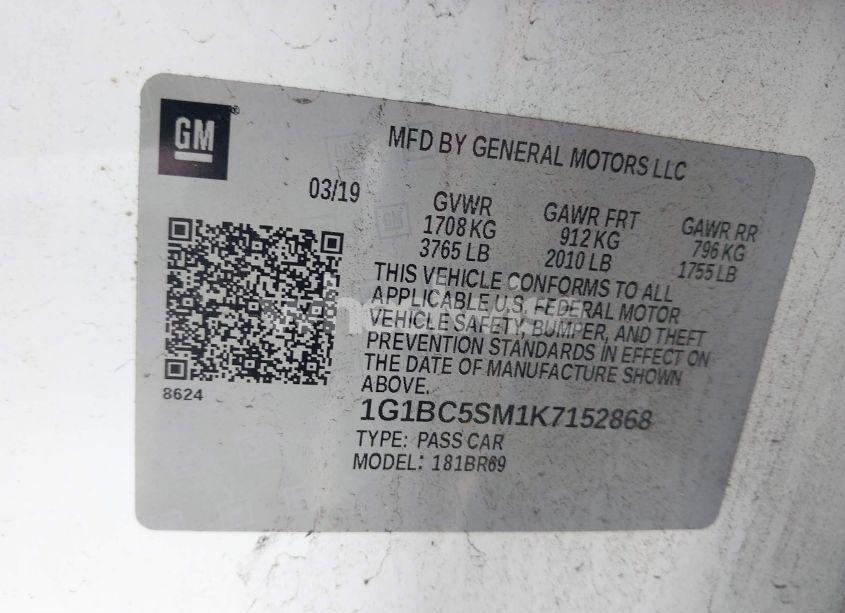 GM
MFD BY GENERAL MOTORS LLC
03/19
GVWR
1708 KG
3765 LB
GAWR FRT
912 KG
2010 LB
GAWR RR
796 KG
1755 LB
THIS VEHICLE CONFORMS TO ALL
APPLICABLE U.S. FEDERAL MOTOR
VEHICLE SAFETY, BUMPER, AND THEFT
PREVENTION STANDARDS IN EFFECT ON
THE DATE OF MANUFACTURE SHOWN
ABOVE.
8624
1G1BC5SM1K7152868
TYPE: PASS CAR
MODEL: 181BR69